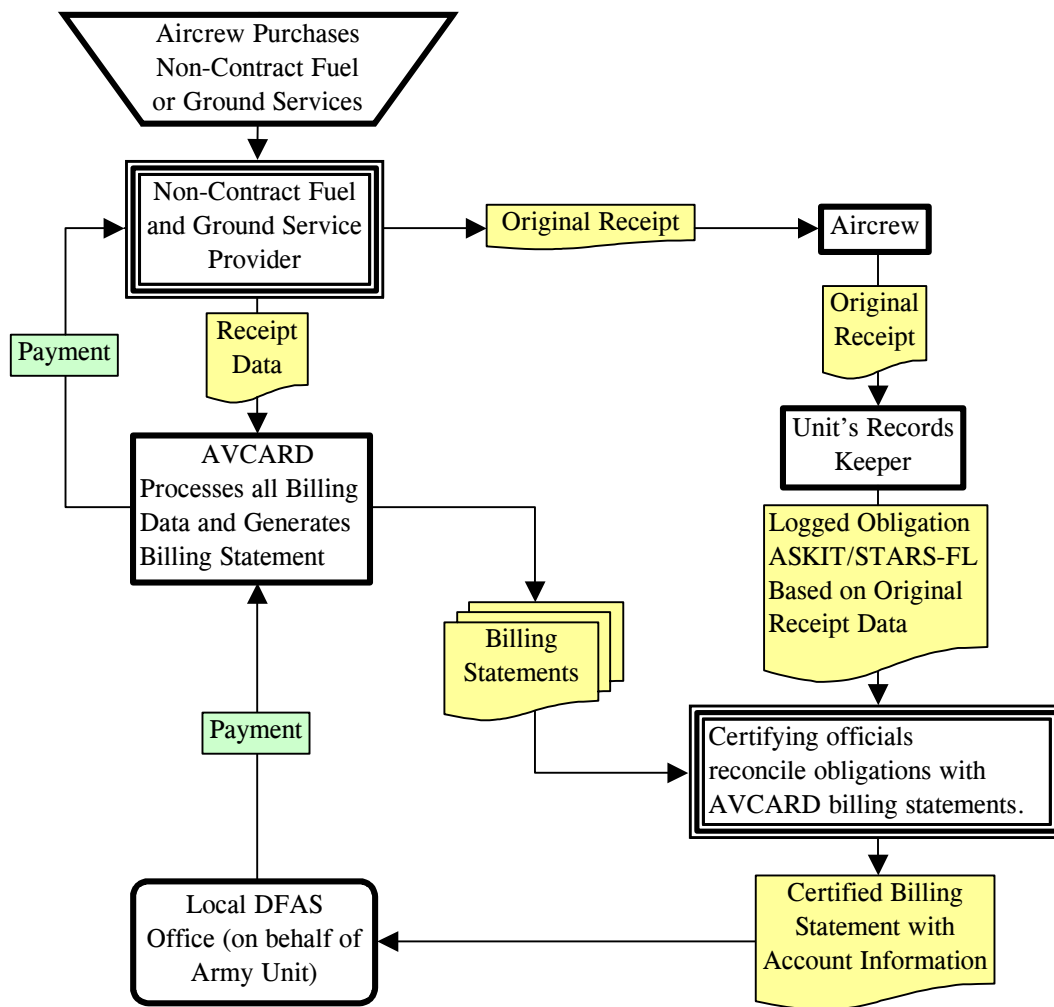 Aircrew Purchases
Non-Contract Fuel
or Ground Services
Non-Contract Fuel
and Ground Service
Provider
Original Receipt
Aircrew
Original
Receipt
Payment
Receipt
Data
Unit's Records
Keeper
AVCARD
Processes all Billing
Data and Generates
Billing Statement
Logged Obligation
ASKIT/STARS-FL
Based on Original
Receipt Data
Billing
Statements
Payment
Certifying officials
reconcile obligations with
AVCARD billing statements.
Local DFAS
Office (on behalf of
Army Unit)
Certified Billing
Statement with
Account Information